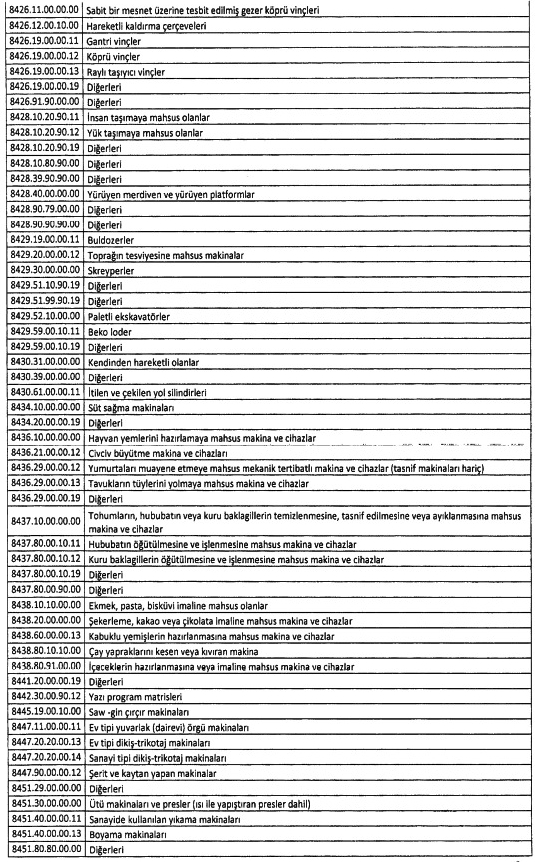 8426.11.00.00.00 Sabit bir mesnet üzerine tesbit edilmiş gezer köprü vinçleri
8426.12.00.10.00 Hareketli kaldırma çerçeveleri
8426.19.00.00.11 Gantri vinçler
8426.19.00.00.12 Köprü vinçler
8426.19.00.00.13 Raylı taşıyıcı vinçler
8426.19.00.00.19 Diğerleri
8426.91.90.00.00 Diğerleri
8428.10.20.90.11 İnsan taşımaya mahsus olanlar
8428.10.20.90.12 Yük taşımaya mahsus olanlar
8428.10.20.90.19 Diğerleri
8428.10.80.90.00 Diğerleri
8428.39.90.90.00 Diğerleri
8428.40.00.00.00 Yürüyen merdiven ve yürüyen platformlar
8428.90.79.00.00 Diğerleri
8428.90.90.90.00 Diğerleri
8429.19.00.00.11 Buldozerler
8429.20.00.00.12 Toprağın tesviyesine mahsus makinalar
8429.30.00.00.00 Skreyperler
8429.51.10.90.19 Diğerleri
8429.51.99.90.19 Diğerleri
8429.52.10.00.00 Paletli ekskavatörler
8429.59.00.10.11 Beko loder
8429.59.00.10.19 Diğerleri
8430.31.00.00.00 Kendinden hareketli olanlar
8430.39.00.00.00 Diğerleri
8430.61.00.00.11 İtilen ve çekilen yol silindirleri
8434.10.00.00.00 Süt sağma makinaları
8434.20.00.00.19 Diğerleri
8436.10.00.00.00 Hayvan yemlerini hazırlamaya mahsus makina ve cihazlar
8436.21.00.00.12 Civciv büyütme makina ve cihazları
8436.29.00.00.12 Yumurtaları muayene etmeye mahsus mekanik tertibatlı makina ve cihazlar (tasnif makinaları hariç)
8436.29.00.00.13 Tavukların tüylerini yolmaya mahsus makina ve cihazlar
8436.29.00.00.19 Diğerleri
8437.10.00.00.00 Tohumların, hububatın veya kuru baklagillerin temizlenmesine, tasnif edilmesine veya ayıklanmasına mahsus
makina ve cihazlar
8437.80.00.10.11 Hububatın öğütülmesine ve işlenmesine mahsus makina ve cihazlar
8437.80.00.10.12 Kuru baklagillerin öğütülmesine ve işlenmesine mahsus makina ve cihazlar
8437.80.00.10.19 Diğerleri
8437.80.00.90.00 Diğerleri
8438.10.10.00.00 Ekmek, pasta, bisküvi imaline mahsus olanlar
8438.20.00.00.00 Şekerleme, kakao veya çikolata imaline mahsus makina ve cihazlar
8438.60.00.00.13 Kabuklu yemişlerin hazırlanmasına mahsus makina ve cihazlar
8438.80.10.10.00 Çay yapraklarını kesen veya kıvıran makina
8438.80.91.00.00 İçeceklerin hazırlanmasına veya imaline mahsus makina ve cihazlar
8441.20.00.00.19 Diğerleri
8442.30.00.90.12 Yazı program matrisleri
8445.19.00.10.00 Saw -gin çırçır makinaları
8447.11.00.00.11 Ev tipi yuvarlak (dairevi) örgü makinaları
8447.20.20.00.13 Ev tipi dikiş-trikotaj makinaları
8447.20.20.00.14 Sanayi tipi dikiş-trikotaj makinaları
8447.90.00.00.12 Şerit ve kaytan yapan makinalar
8451.29.00.00.00 Diğerleri
8451.30.00.00.00 Ütü makinaları ve presler (ısı ile yapıştıran presler dahil)
8451.40.00.00.11 Sanayide kullanılan yıkama makinaları
8451.40.00.00.13 Boyama makinaları
8451.80.80.00.00 Diğerleri